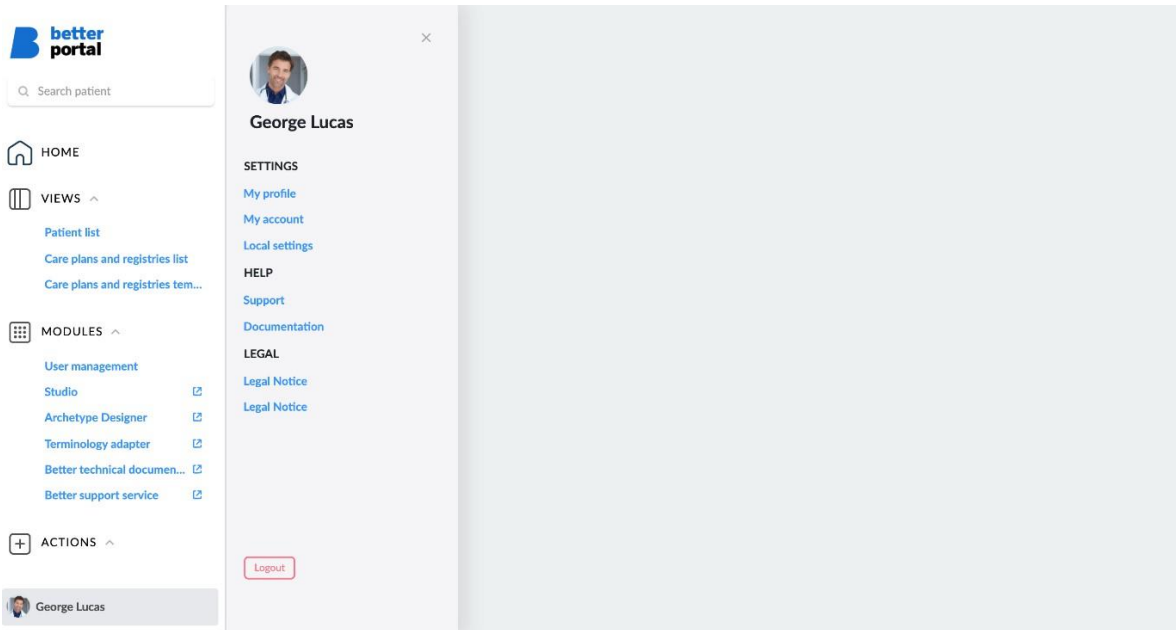 better
portal
Search patient
HOME
VIEWS
Patient list
Care plans and registries list
Care plans and registries tem...
MODULES
User management
Studio
Archetype Designer
Terminology adapter
Better technical documen...
Better support service
ACTIONS
George Lucas
George Lucas
SETTINGS
My profile
My account
Local settings
HELP
Support
Documentation
LEGAL
Legal Notice
Legal Notice
Logout